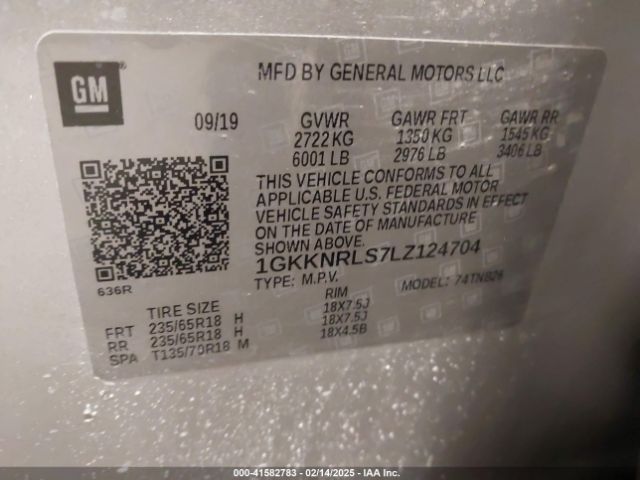 GM
MFD BY GENERAL MOTORS LLC
09/19
GVWR GAWR FRT GAWR RR
2722 KG 1350 KG 1545 KG
6001 LB 2976 LB 3406 LB
THIS VEHICLE CONFORMS TO ALL
APPLICABLE U.S. FEDERAL MOTOR
VEHICLE SAFETY STANDARDS IN EFFECT
ON THE DATE OF MANUFACTURE
SHOWN ABOVE.
1GKKNRLS7LZ124704
TYPE: M.P.V. MODEL: 74TNB26
636R
TIRE SIZE RIM
FRT 235/65R18 H 18X7.5J
RR 235/65R18 H 18X7.5J
SPA T135/70R18 M 18X4.5B
000-41582783 - 02/14/2025 - IAA Inc.